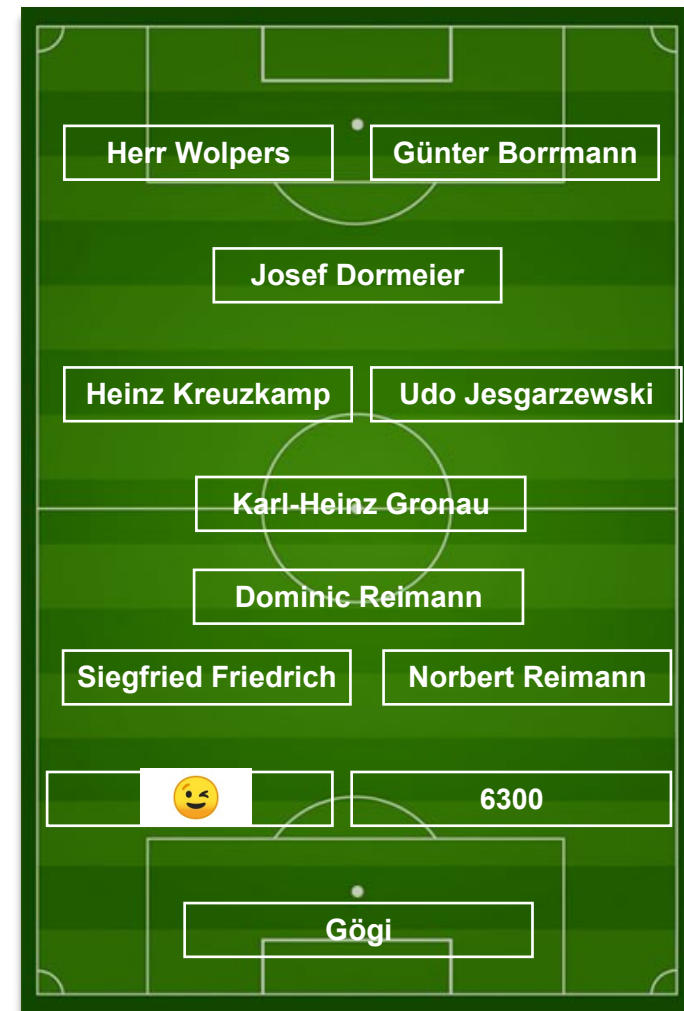 Herr Wolpers
Günter Borrmann
Josef Dormeier
Heinz Kreuzkamp
Udo Jesgarzewski
Karl-Heinz Gronau
Dominic Reimann
Siegfried Friedrich
Norbert Reimann
😉
6300
Gögi